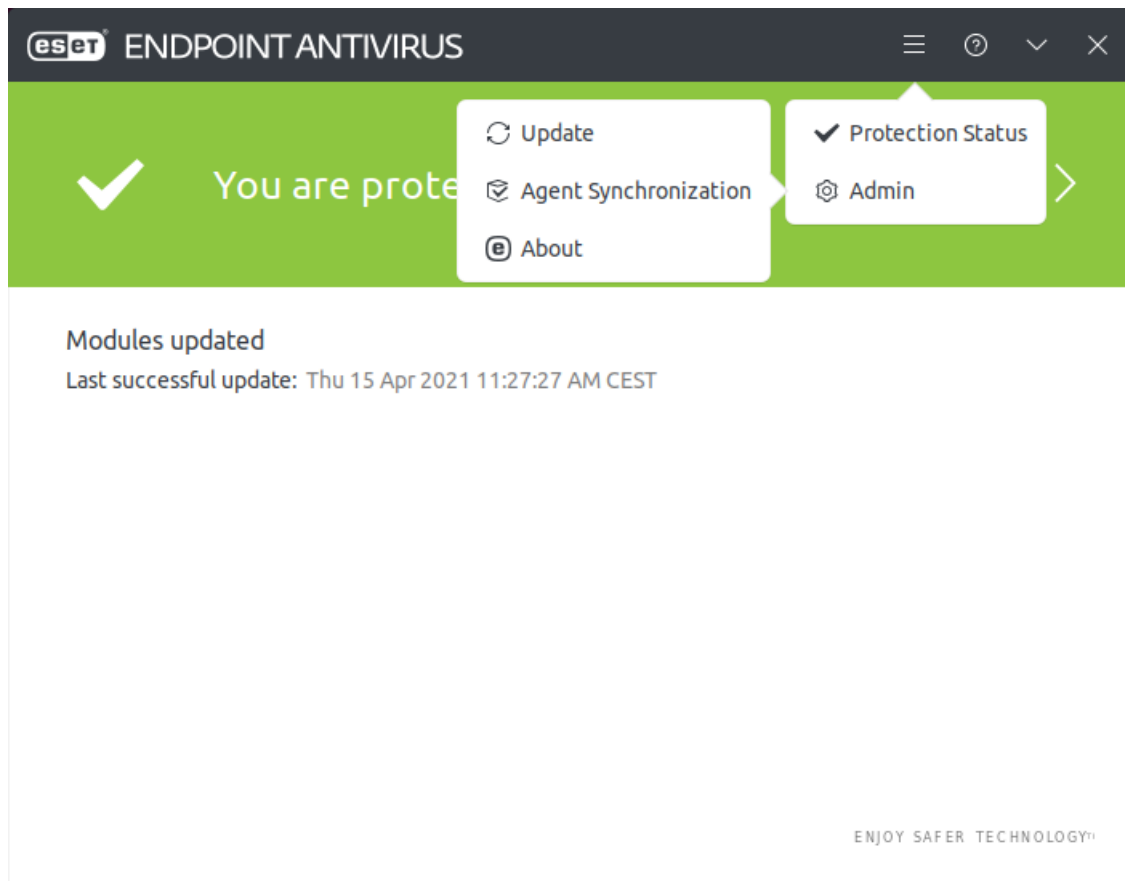 eset® ENDPOINT ANTIVIRUS
Update
Protection Status
You are prote
Agent Synchronization
Admin
About
Modules updated
Last successful update: Thu 15 Apr 2021 11:27:27 AM CEST
ENJOY SAFER TECHNOLOGY